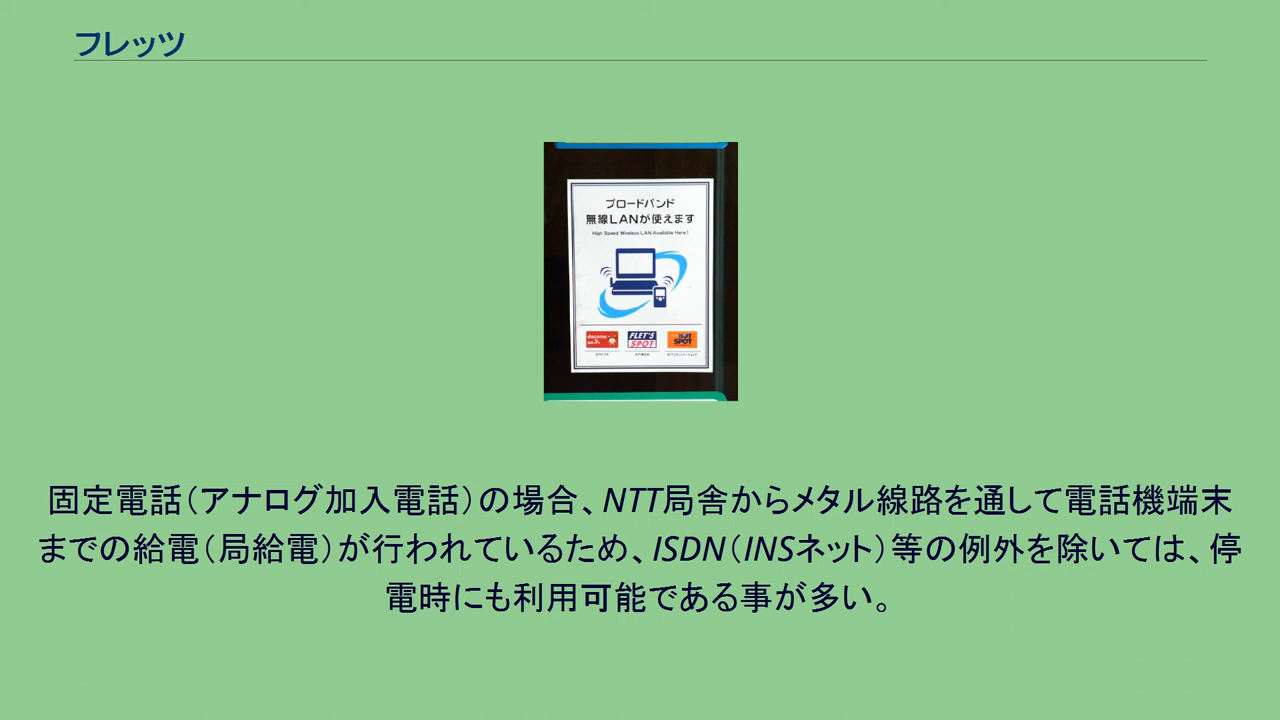 フレッツ
ブロードバンド
無線LANが使えます
High Speed Wireless LAN Available Here!
docomo
Wi-Fi
FLET'S
SPOT
HOT
SPOT
固定電話（アナログ加入電話）の場合、NTT局舎からメタル線路を通して電話機端末
までの給電（局給電）が行われているため、ISDN（INSネット）等の例外を除いては、停
電時にも利用可能である事が多い。